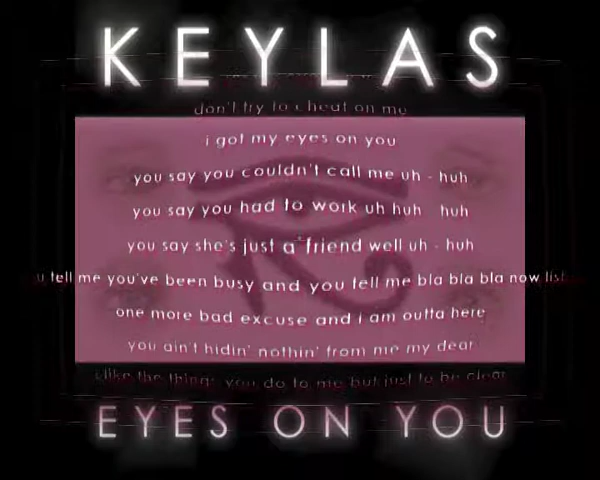 KEYLAS
don't try to cheat on me
i got my eyes on you
you say you couldn't call me uh - huh
you say you had to work uh huh huh
you say she's just a friend well uh - huh
u tell me you've been busy and you tell me bla bla bla now list
one more bad excuse and i am outta here
you ain't hidin' nothin' from me my dear
i like the things you do to me but just to be clear
EYES ON YOU